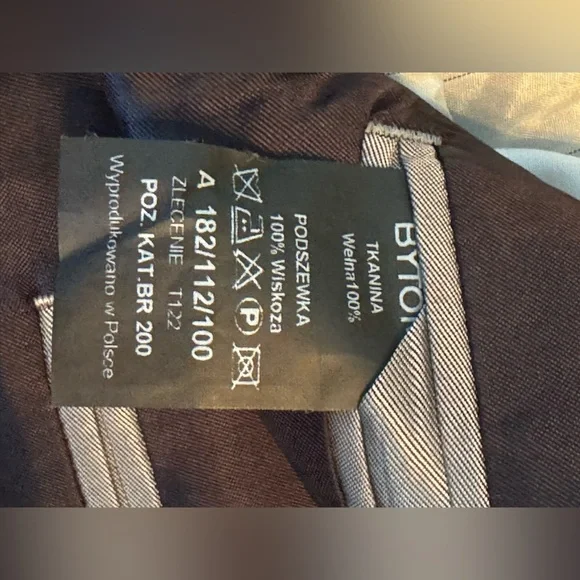 BYTO
TKANINA
Wełna100%
PODSZEWKA
100% Wiskoza
P
A 182/112/100
ZLECENIE T122
POZ. KAT.BR 200
Wyprodukowano w Polsce